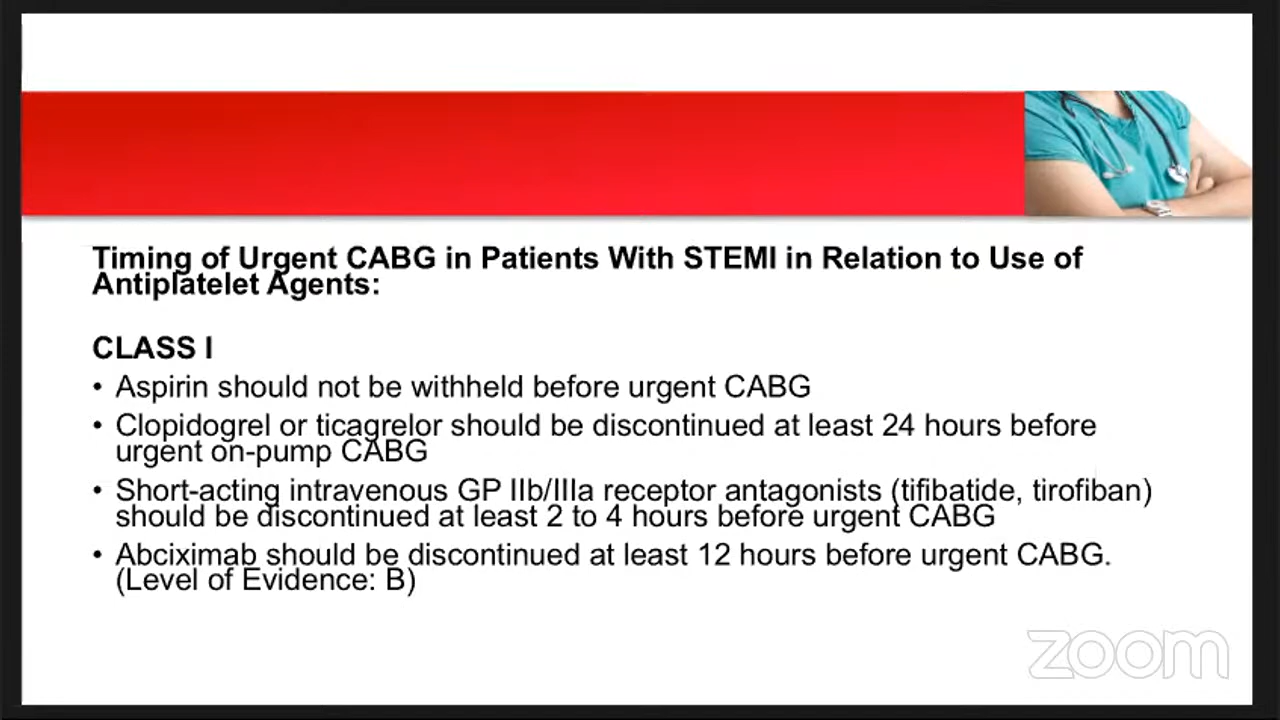 Timing of Urgent CABG in Patients With STEMI in Relation to Use of
Antiplatelet Agents:
CLASS I
• Aspirin should not be withheld before urgent CABG
• Clopidogrel or ticagrelor should be discontinued at least 24 hours before
urgent on-pump CABG
• Short-acting intravenous GP IIb/IIIa receptor antagonists (tifibatide, tirofiban)
should be discontinued at least 2 to 4 hours before urgent CABG
• Abciximab should be discontinued at least 12 hours before urgent CABG.
(Level of Evidence: B)
zoom